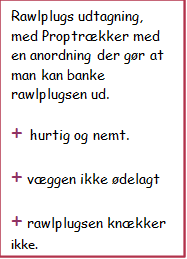 Rawlplugs udtagning,
med Proptrækker med
en anordning der gør at
man kan banke
rawlplugsen ud.
+ hurtig og nemt.
+ væggen ikke ødelagt
+ rawlplugsen knækker
ikke.